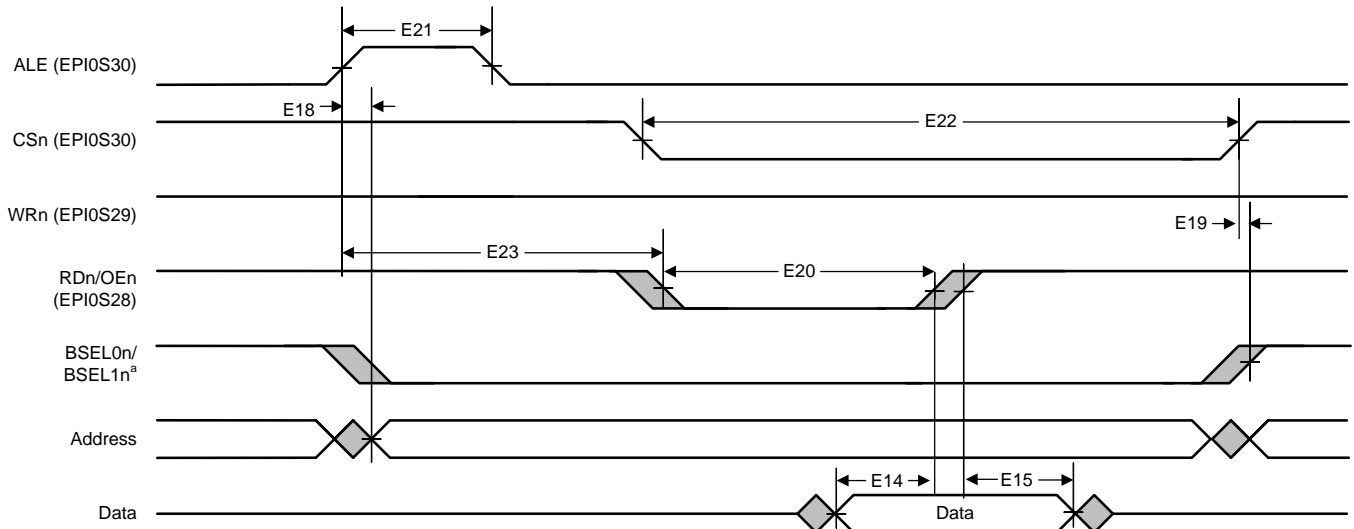 E21
ALE (EPI0S30)
E18
CSn (EPI0S30)
E22
WRn (EPI0S29)
E19
E23
RDn/OEn
(EPI0S28)
E20
BSEL0n/
BSEL1nª
Address
E14
E15
Data
Data